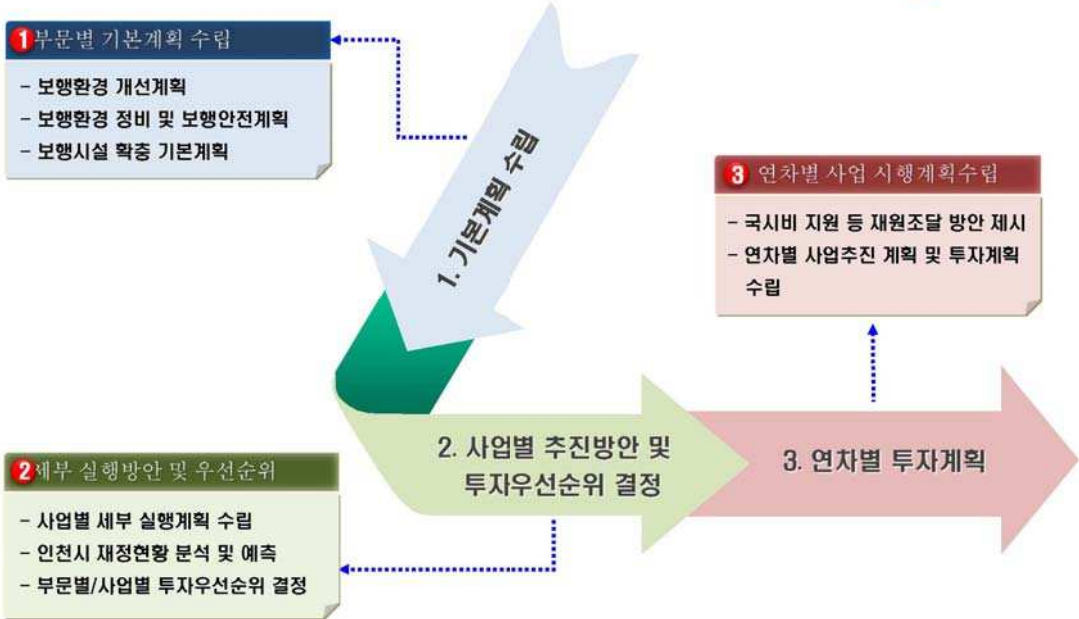 1 부문별 기본계획 수립
- 보행환경 개선계획
- 보행환경 정비 및 보행안전계획
- 보행시설 확충 기본계획
1. 기본계획 수립
3 연차별 사업 시행계획수립
- 국시비 지원 등 재원조달 방안 제시
- 연차별 사업추진 계획 및 투자계획
수립
2. 사업별 추진방안 및
투자우선순위 결정
3. 연차별 투자계획
2 세부 실행방안 및 우선순위
- 사업별 세부 실행계획 수립
- 인천시 재정현황 분석 및 예측
- 부문별/사업별 투자우선순위 결정